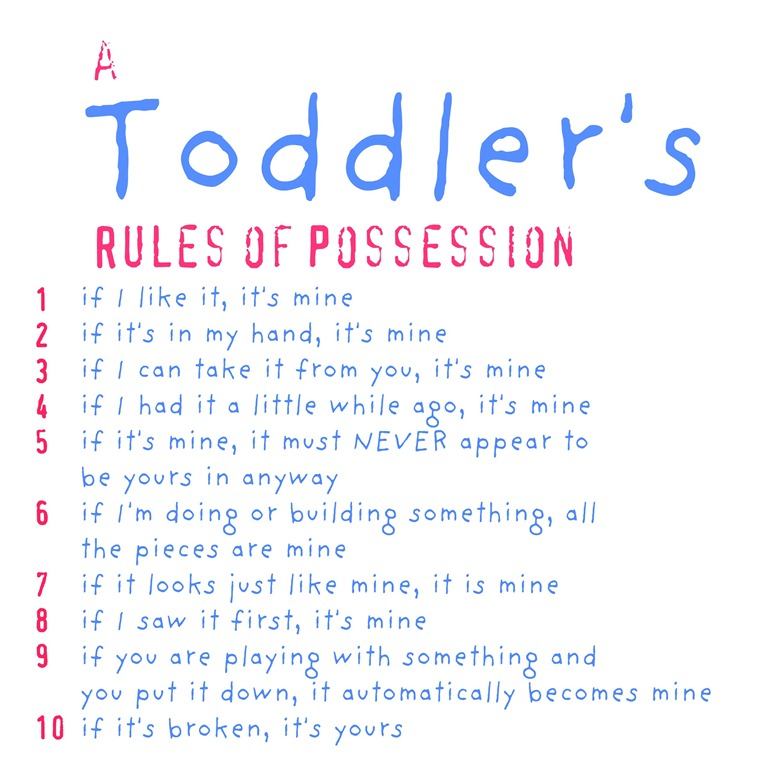 A
Toddler's
RULES OF POSSESSION
1 if I like it, it's mine
2 if it's in my hand, it's mine
3 if I can take it from you, it's mine
4 if I had it a little while ago, it's mine
5 if it's mine, it must NEVER appear to
be yours in anyway
6 if I'm doing or building something, all
the pieces are mine
7 if it looks just like mine, it is mine
8 if I saw it first, it's mine
9 if you are playing with something and
you put it down, it automatically becomes mine
10 if it's broken, it's yours